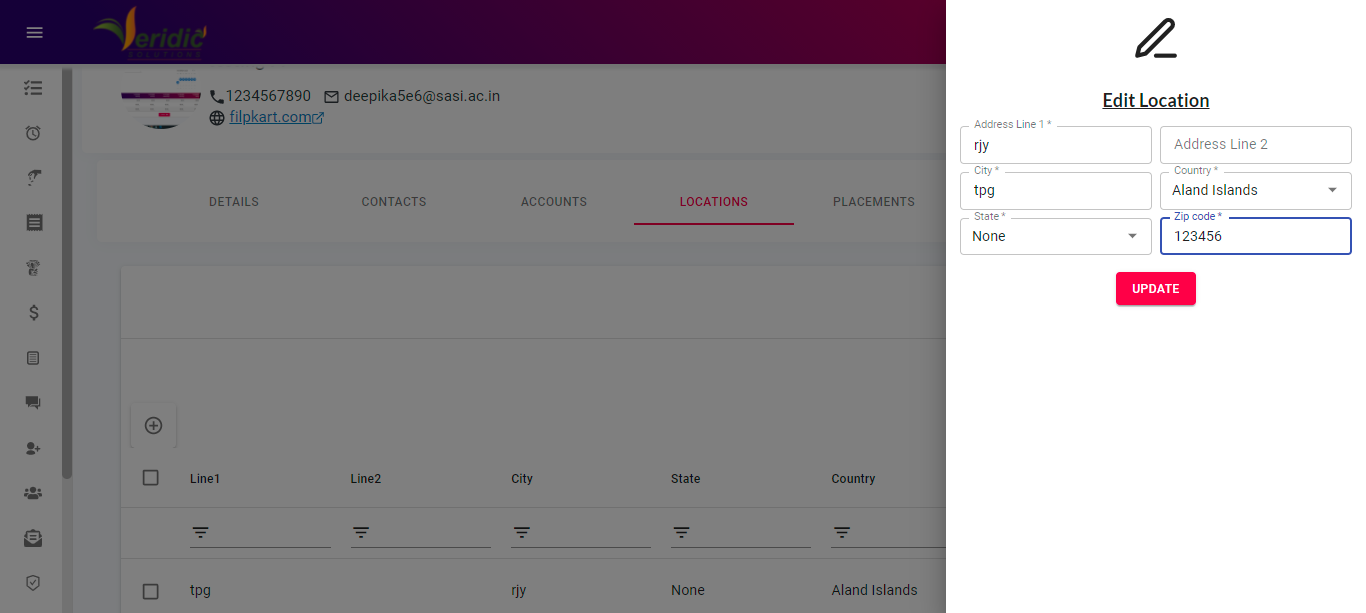 eridic
SOLUTIONS
1234567890 deepika5e6@sasi.ac.in
filpkart.com
DETAILS CONTACTS ACCOUNTS LOCATIONS PLACEMENTS
Line1 Line2 City State Country
tpg rjy None Aland Islands
Edit Location
Address Line 1 *
rjy
Address Line 2
City *
tpg
Country *
Aland Islands
State *
None
Zip code *
123456
UPDATE